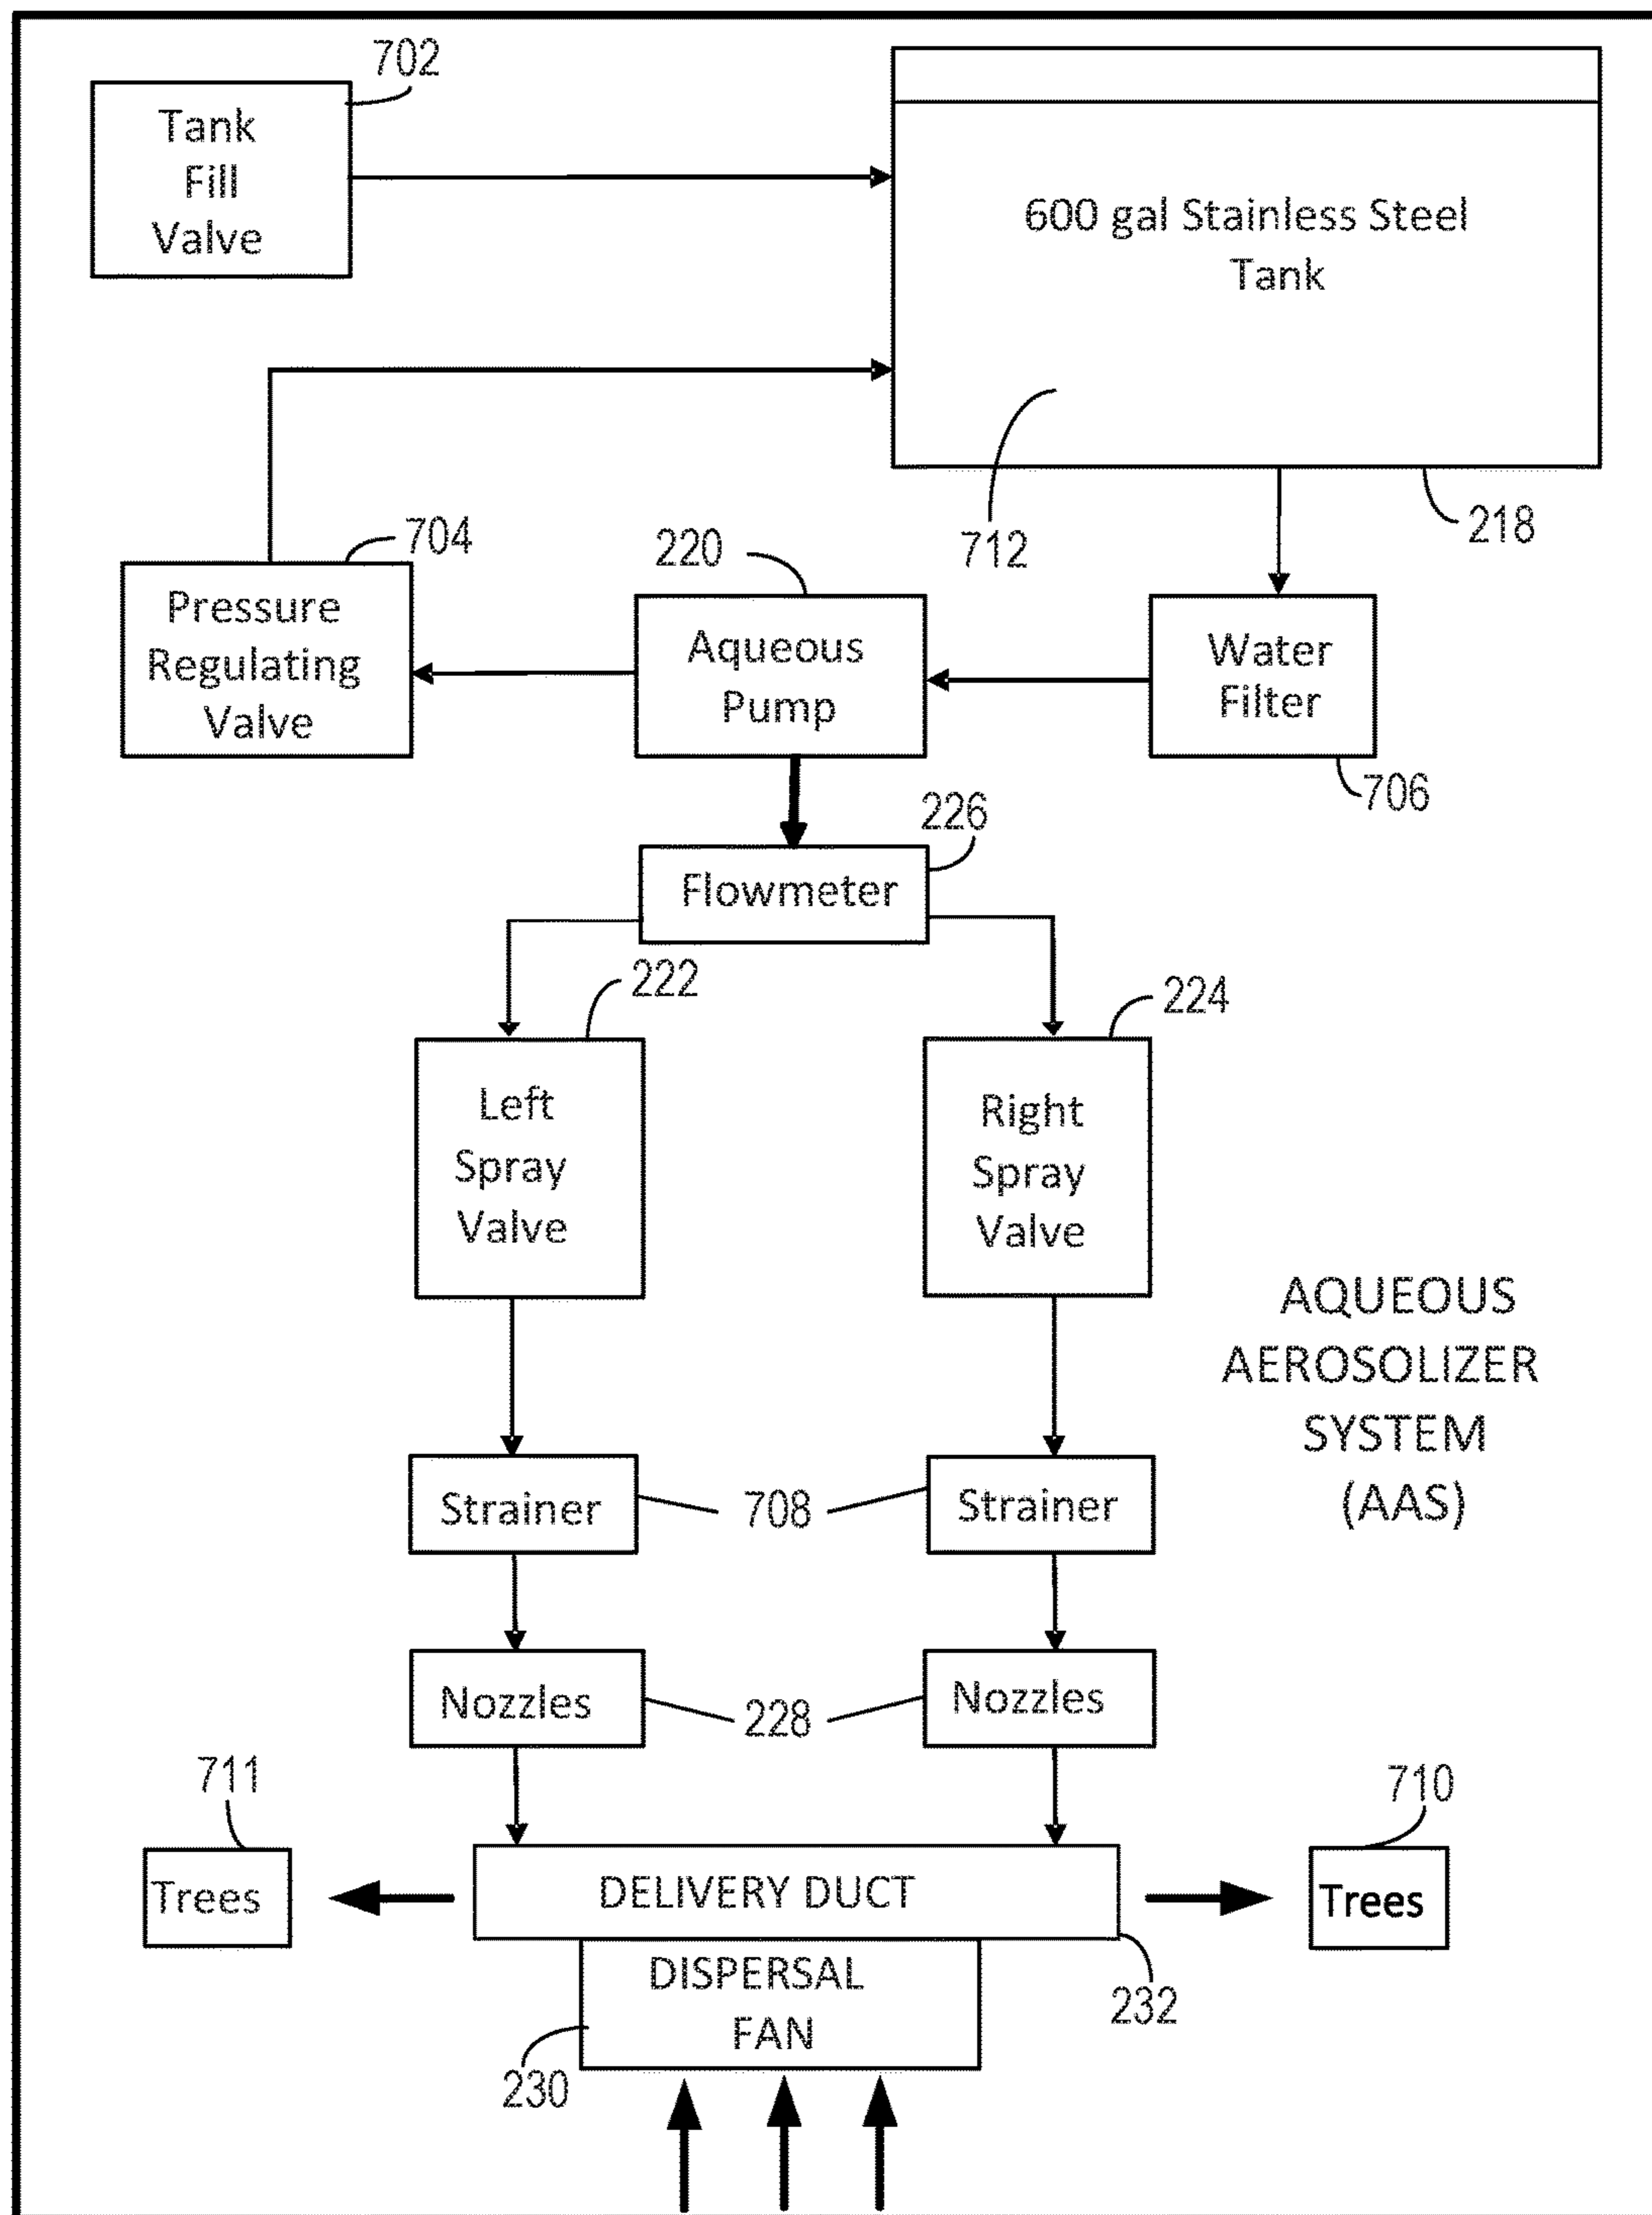 702
Tank
Fill
Valve
600 gal Stainless Steel
Tank
712
218
704
Pressure
Regulating
Valve
220
Aqueous
Pump
Water
Filter
706
226
Flowmeter
222
224
Left
Spray
Valve
Right
Spray
Valve
AQUEOUS
AEROSOLIZER
SYSTEM
(AAS)
Strainer
708
Strainer
Nozzles
228
Nozzles
711
710
Trees
DELIVERY DUCT
Trees
DISPERSAL
FAN
232
230